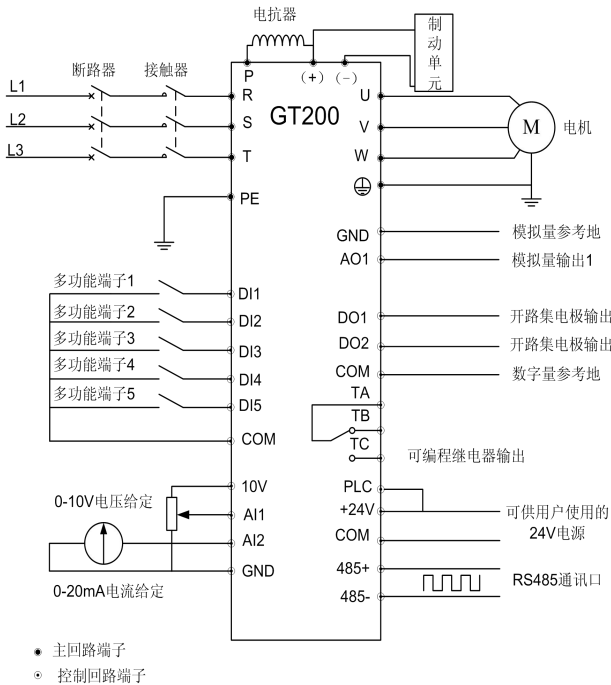 电抗器
制动单元
断路器
接触器
P
(+)
(-)
L1
R
U
GT200
L2
S
V
M
电机
L3
T
W
PE
GND
模拟量参考地
AO1
模拟量输出1
多功能端子1
DI1
多功能端子2
DI2
DO1
开路集电极输出
多功能端子3
DI3
DO2
开路集电极输出
多功能端子4
DI4
COM
数字量参考地
多功能端子5
DI5
TA
TB
COM
TC
可编程继电器输出
10V
PLC
0-10V电压给定
AI1
+24V
可供用户使用的
24V电源
AI2
COM
GND
485+
RS485通讯口
0-20mA电流给定
485-
主回路端子
控制回路端子